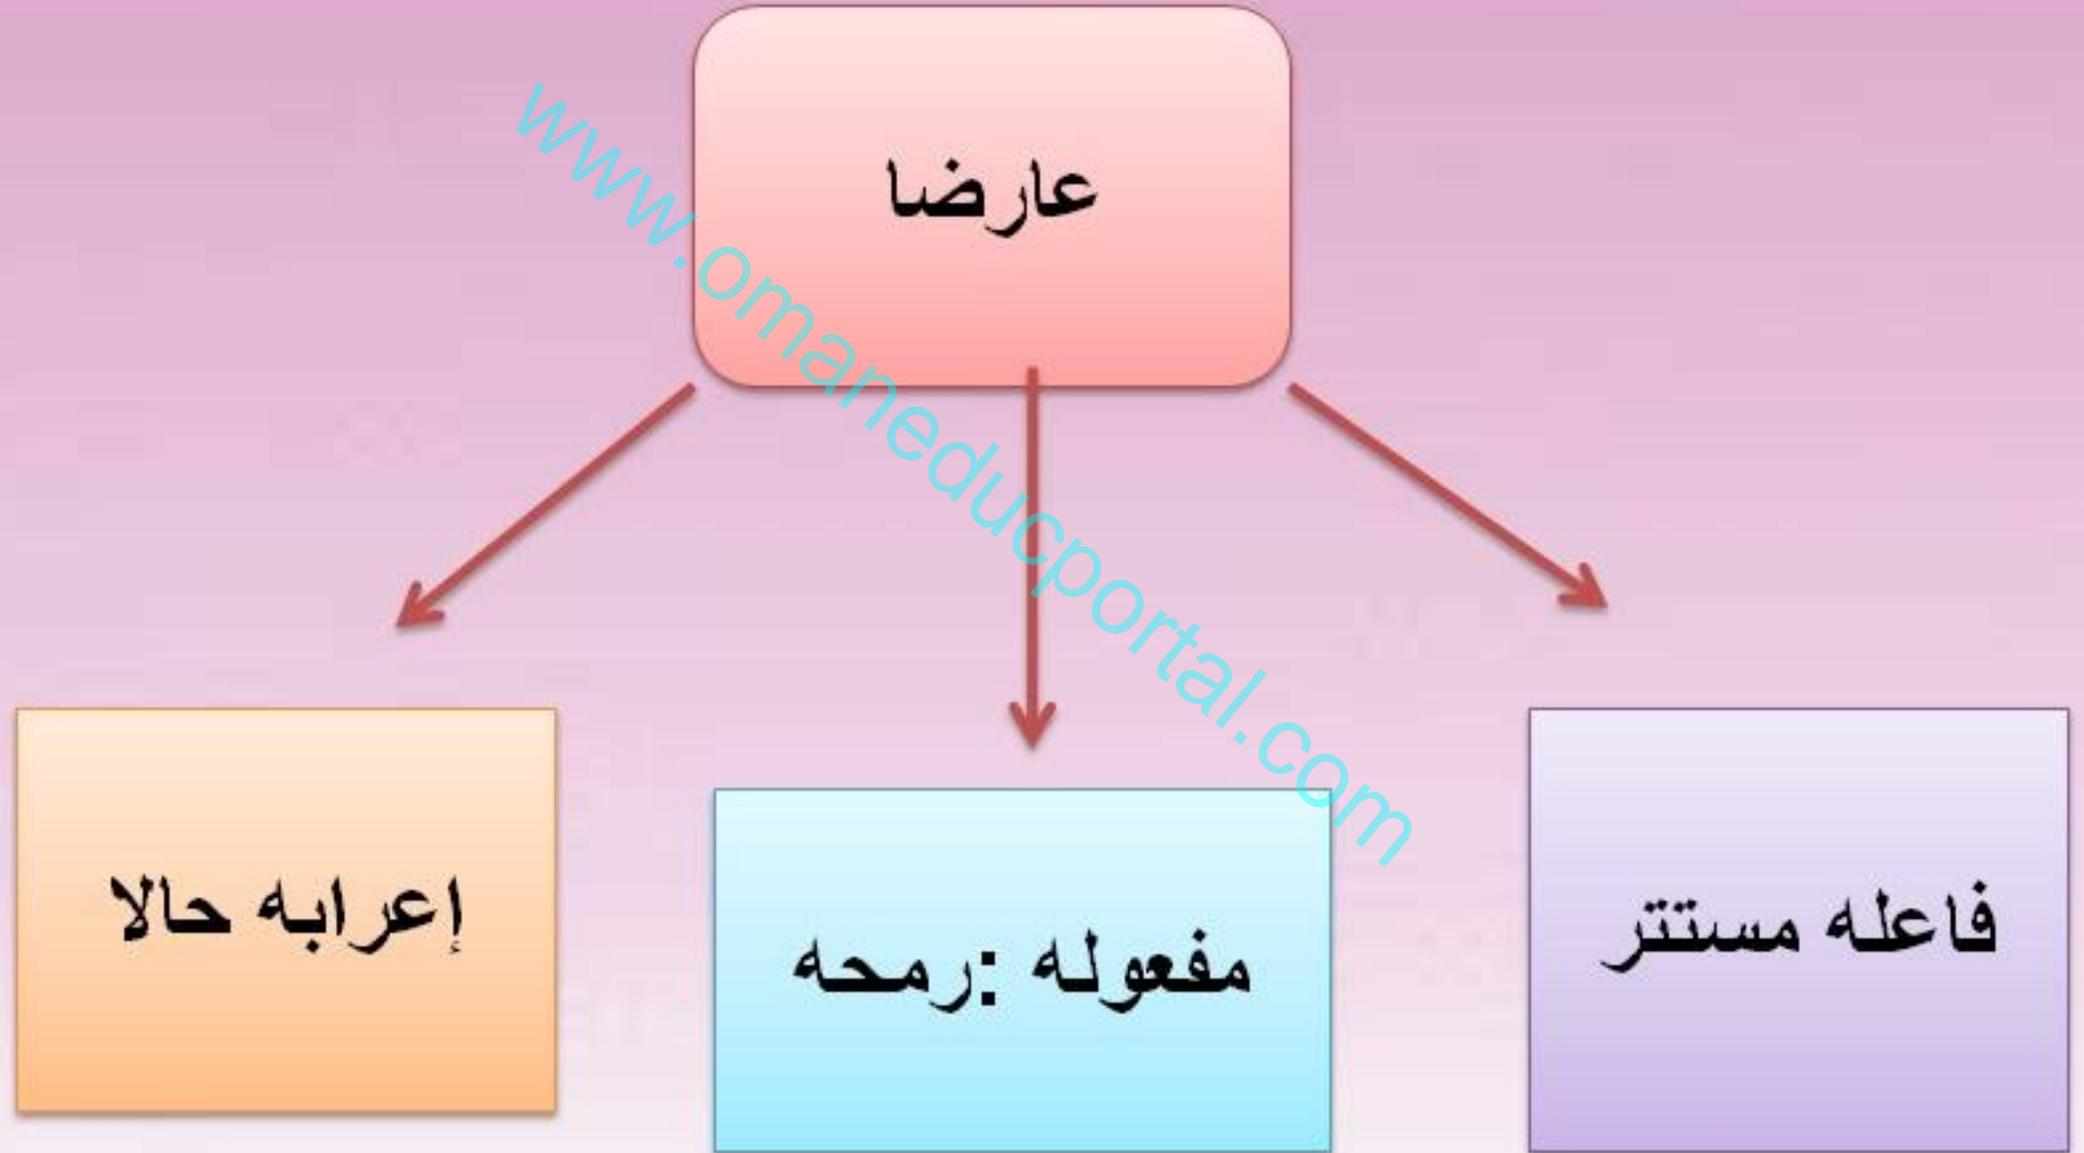 عارضا
فاعله مستتر
مفعوله :رمحه
إعرابه حالا
www.omaneducportal.com